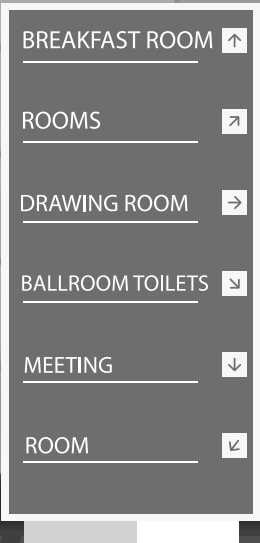 BREAKFAST ROOM ↑
ROOMS ↗
DRAWING ROOM →
BALLROOM TOILETS ↘
MEETING ↓
ROOM ↙